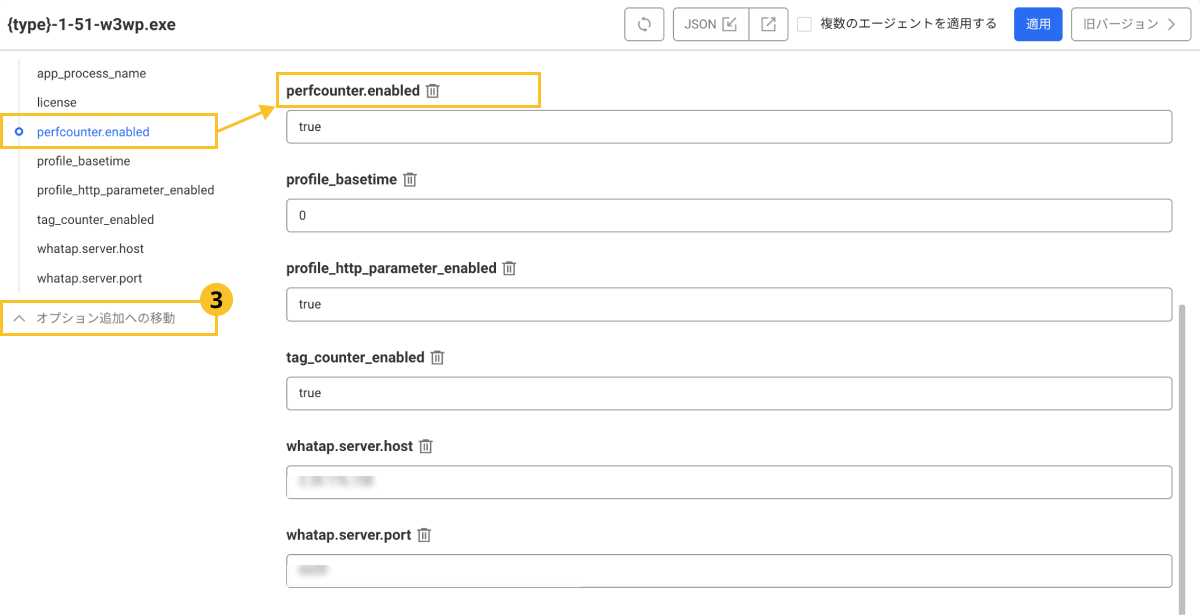 {type}-1-51-w3wp.exe
JSON
複数のエージェントを適用する
適用
旧バージョン
app_process_name
license
perfcounter.enabled
profile_basetime
profile_http_parameter_enabled
tag_counter_enabled
whatap.server.host
whatap.server.port
3
オプション追加への移動
perfcounter.enabled
true
profile_basetime
0
profile_http_parameter_enabled
true
tag_counter_enabled
true
whatap.server.host
whatap.server.port